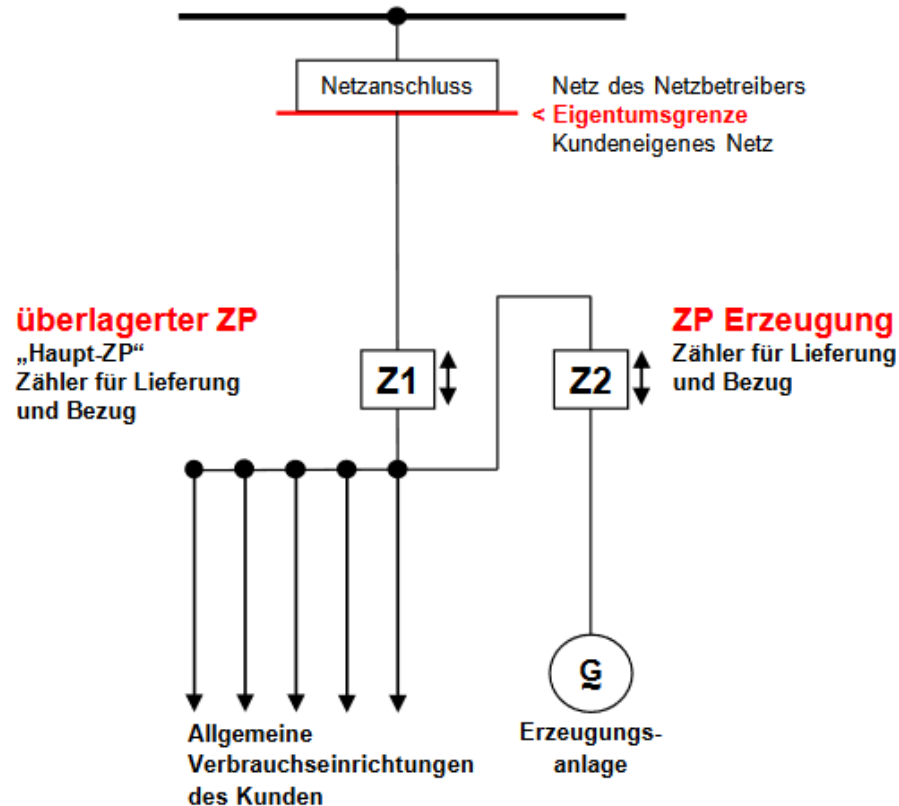 Netzanschluss
Netz des Netzbetreibers
< Eigentumsgrenze
Kundeneigenes Netz
überlagerter ZP
„Haupt-ZP“
Zähler für Lieferung
und Bezug
Z1
Z2
ZP Erzeugung
Zähler für Lieferung
und Bezug
G
~
Allgemeine
Verbrauchseinrichtungen
des Kunden
Erzeugungs-
anlage